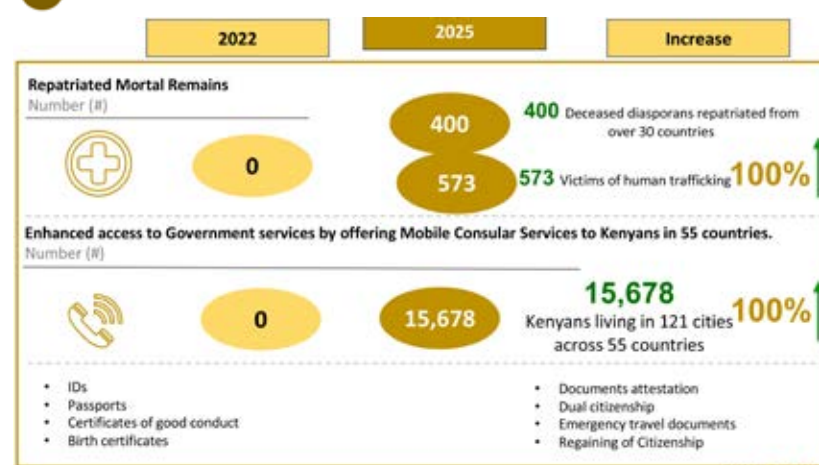 2022
2025
Increase
Repatriated Mortal Remains
Number (#)
0
400
573
400 Deceased diasporans repatriated from
over 30 countries
573 Victims of human trafficking
100%
Enhanced access to Government services by offering Mobile Consular Services to Kenyans in 55 countries.
Number (#)
0
15,678
15,678
Kenyans living in 121 cities
across 55 countries
100%
• IDs
• Passports
• Certificates of good conduct
• Birth certificates
• Documents attestation
• Dual citizenship
• Emergency travel documents
• Regaining of Citizenship